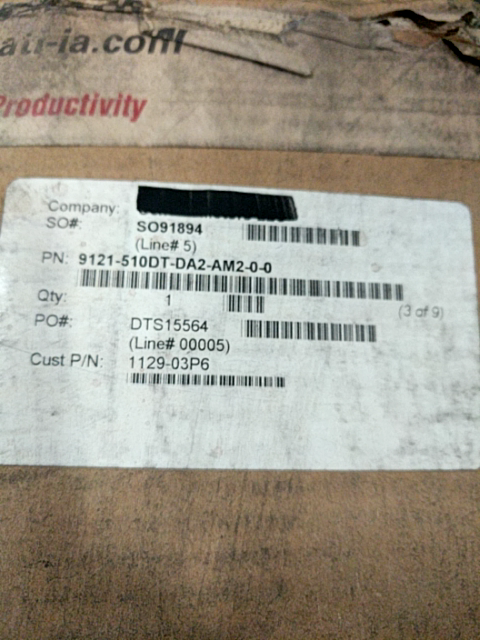 ati-ia.com
Productivity
Company:
SO#: SO91894
(Line# 5)
PN: 9121-510DT-DA2-AM2-0-0
Qty: 1
(3 of 9)
PO#: DTS15564
(Line# 00005)
Cust P/N: 1129-03P6